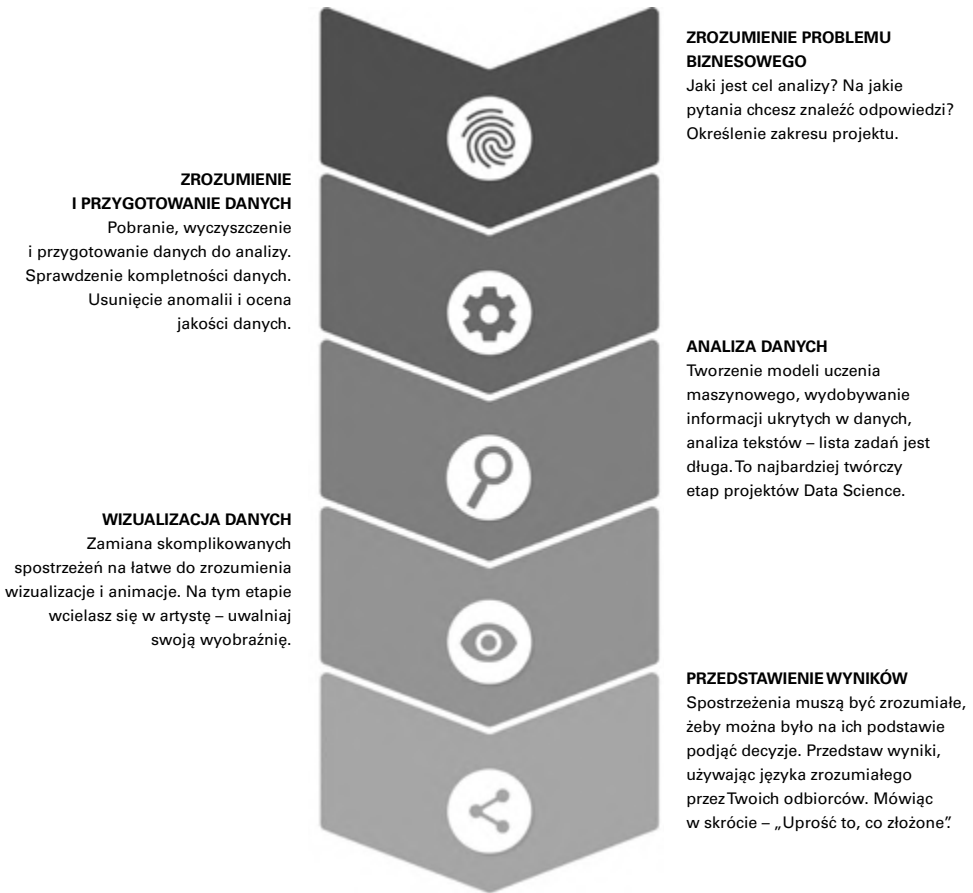 ZROZUMIENIE PROBLEMU
BIZNESOWEGO
Jaki jest cel analizy? Na jakie
pytania chcesz znaleźć odpowiedzi?
Określenie zakresu projektu.
ZROZUMIENIE
I PRZYGOTOWANIE DANYCH
Pobranie, wyczyszczenie
i przygotowanie danych do analizy.
Sprawdzenie kompletności danych.
Usunięcie anomalii i ocena
jakości danych.
ANALIZA DANYCH
Tworzenie modeli uczenia
maszynowego, wydobywanie
informacji ukrytych w danych,
analiza tekstów – lista zadań jest
długa. To najbardziej twórczy
etap projektów Data Science.
WIZUALIZACJA DANYCH
Zamiana skomplikowanych
spostrzeżeń na łatwe do zrozumienia
wizualizacje i animacje. Na tym etapie
wcielasz się w artystę – uwalniaj
swoją wyobraźnię.
PRZEDSTAWIENIE WYNIKÓW
Spostrzeżenia muszą być zrozumiałe,
żeby można było na ich podstawie
podjąć decyzje. Przedstaw wyniki,
używając języka zrozumiałego
przez Twoich odbiorców. Mówiąc
w skrócie – „Uprość to, co złożone”.